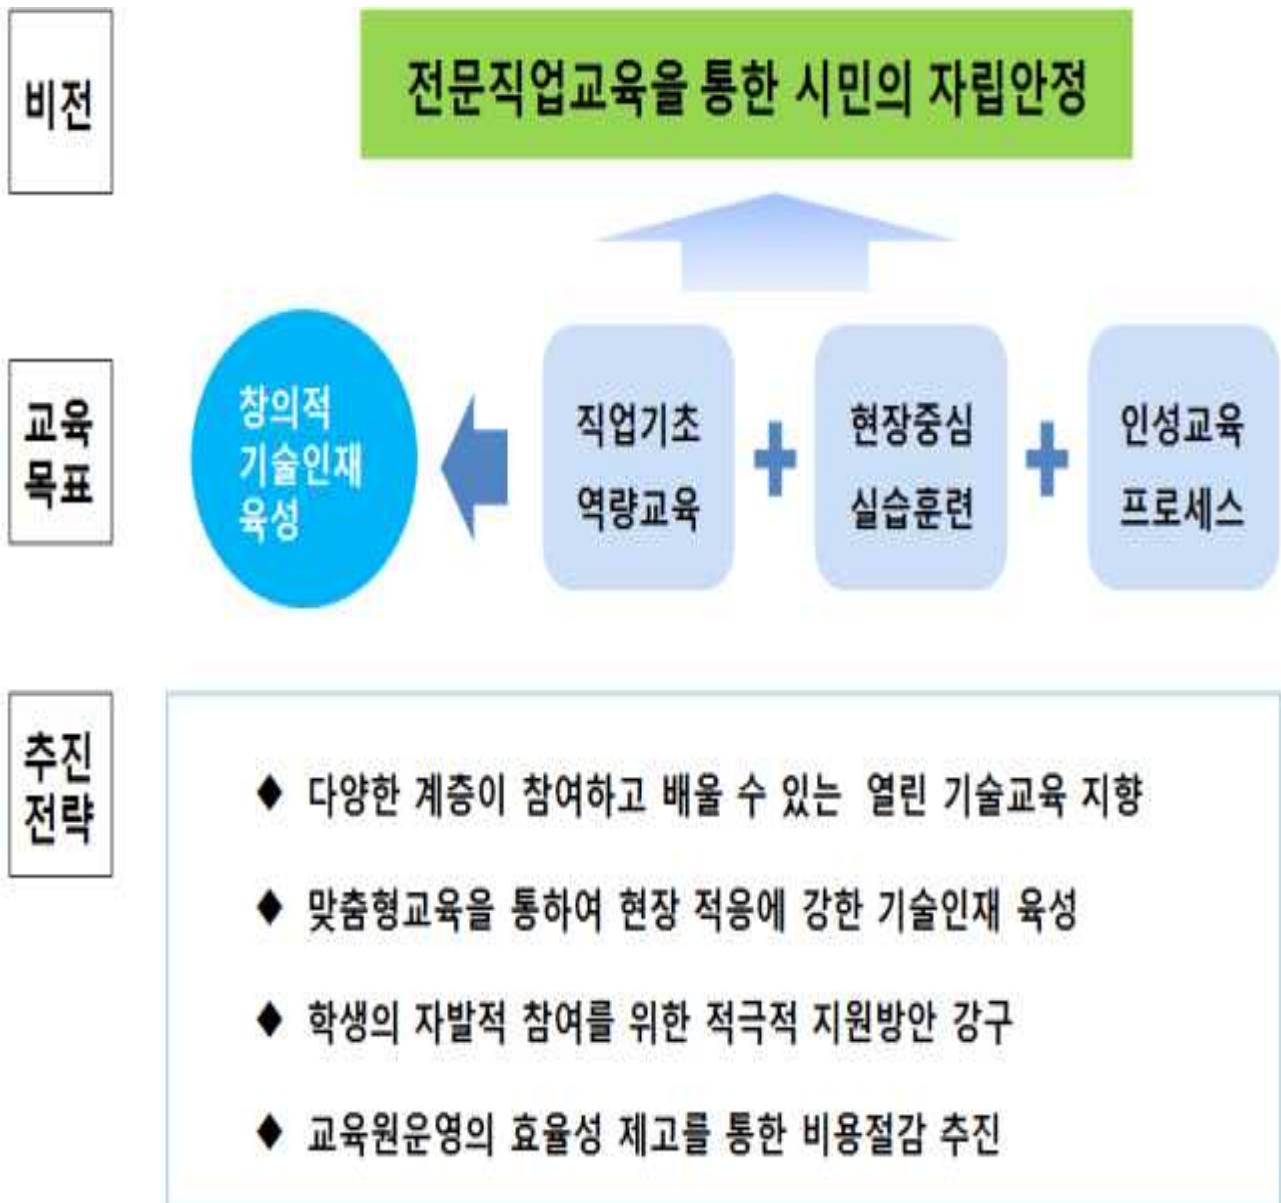 비전
전문직업교육을 통한 시민의 자립안정
교육
목표
창의적
기술인재
육성
직업기초
역량교육
현장중심
실습훈련
인성교육
프로세스
추진
전략
◆ 다양한 계층이 참여하고 배울 수 있는 열린 기술교육 지향
◆ 맞춤형교육을 통하여 현장 적응에 강한 기술인재 육성
◆ 학생의 자발적 참여를 위한 적극적 지원방안 강구
◆ 교육원운영의 효율성 제고를 통한 비용절감 추진